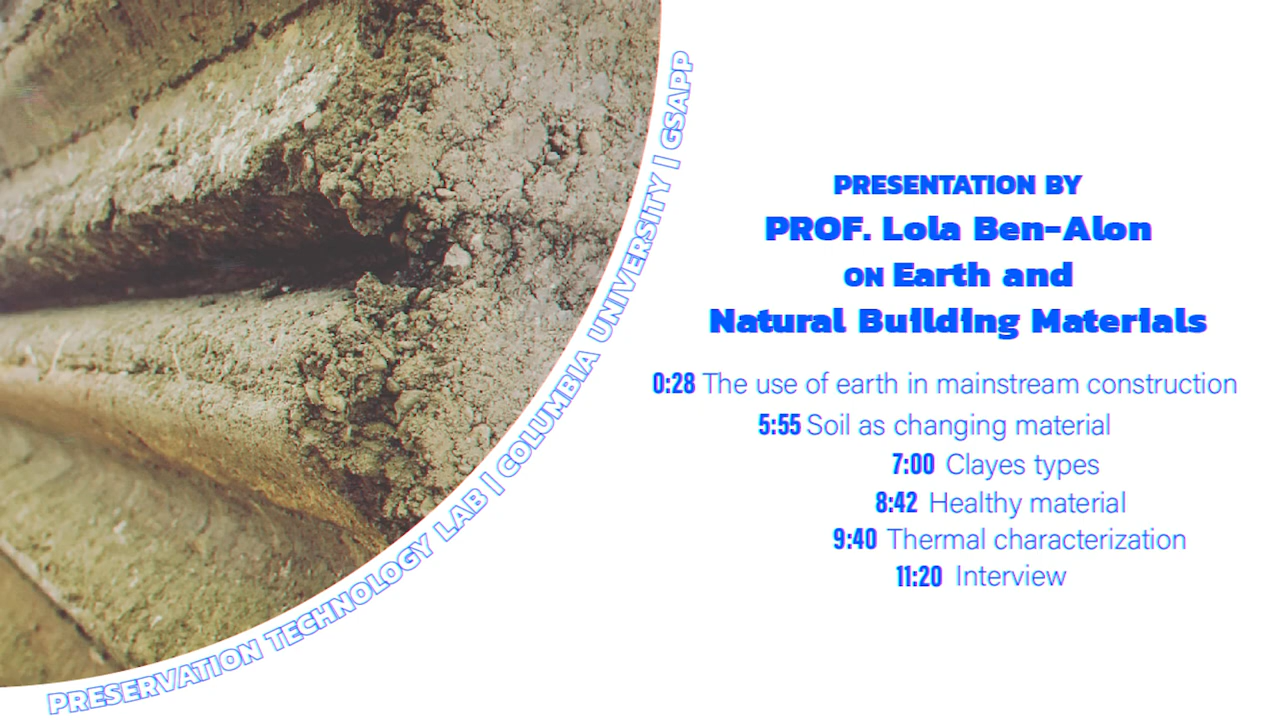 PRESERVATION TECHNOLOGY LAB | COLUMBIA UNIVERSITY | GSAPP
PRESENTATION BY
PROF. Lola Ben-Alon
ON Earth and
Natural Building Materials
0:28 The use of earth in mainstream construction
5:55 Soil as changing material
7:00 Clayes types
8:42 Healthy material
9:40 Thermal characterization
11:20 Interview